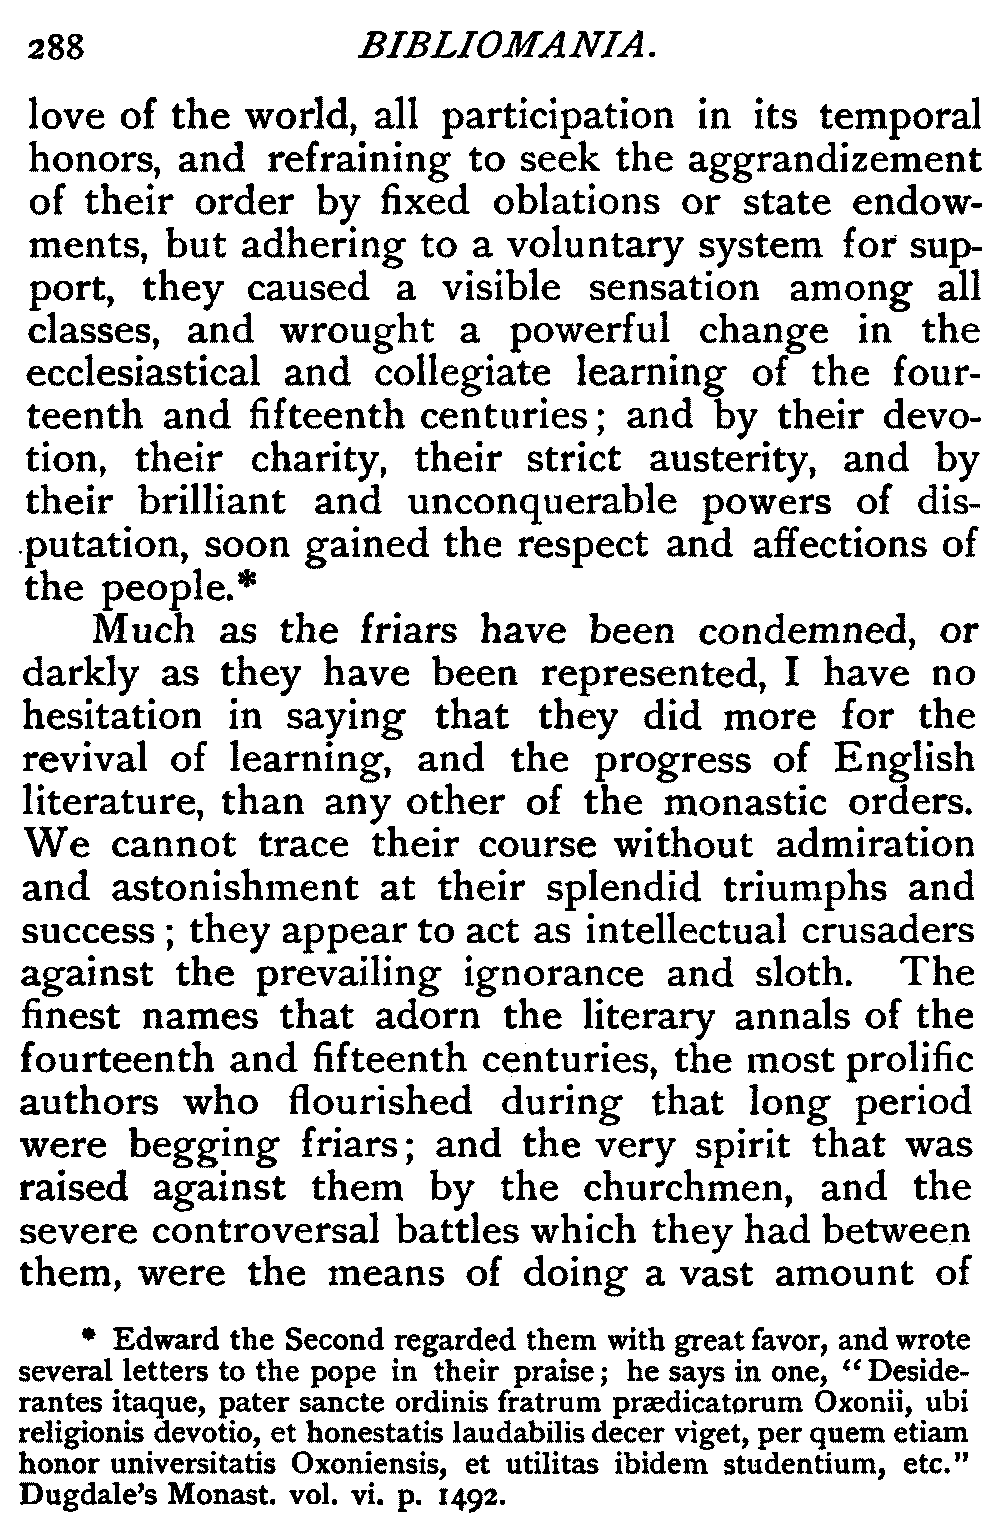 288 BIBLIOMANIA.
love of the world, all participation in its temporal
honors, and refraining to seek the aggrandizement
of their order by fixed oblations or state endow-
ments, but adhering to a voluntary system for sup-
port, they caused a visible sensation among all
classes, and wrought a powerful change in the
ecclesiastical and collegiate learning of the four-
teenth and fifteenth centuries; and by their devo-
tion, their charity, their strict austerity, and by
their brilliant and unconquerable powers of dis-
putation, soon gained the respect and affections of
the people.*
Much as the friars have been condemned, or
darkly as they have been represented, I have no
hesitation in saying that they did more for the
revival of learning, and the progress of English
literature, than any other of the monastic orders.
We cannot trace their course without admiration
and astonishment at their splendid triumphs and
success; they appear to act as intellectual crusaders
against the prevailing ignorance and sloth. The
finest names that adorn the literary annals of the
fourteenth and fifteenth centuries, the most prolific
authors who flourished during that long period
were begging friars; and the very spirit that was
raised against them by the churchmen, and the
severe controversal battles which they had between
them, were the means of doing a vast amount of
* Edward the Second regarded them with great favor, and wrote
several letters to the pope in their praise; he says in one, "Deside-
rantes itaque, pater sancte ordinis fratrum prædicatorum Oxonii, ubi
religionis devotio, et honestatis laudabilis decer viget, per quem etiam
honor universitatis Oxoniensis, et utilitas ibidem studentium, etc."
Dugdale's Monast. vol. vi. p. 1492.